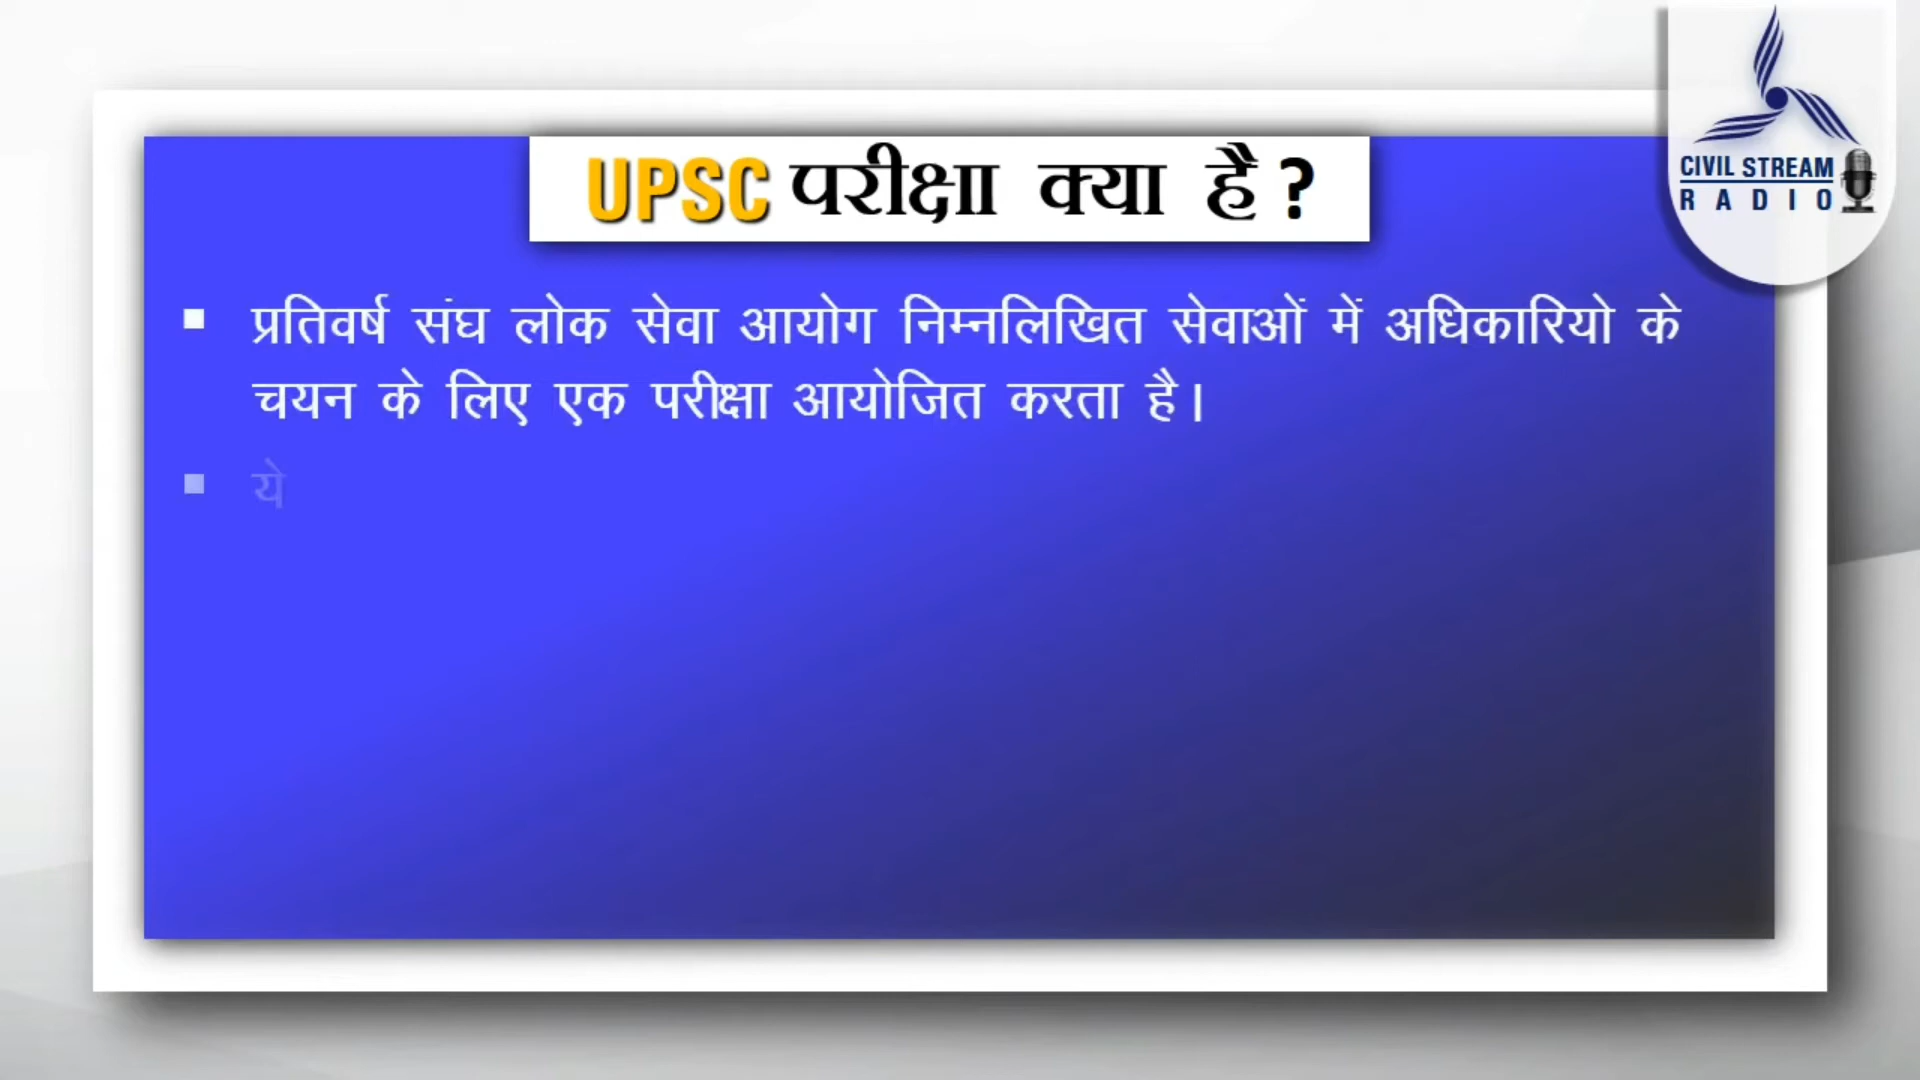 CIVIL STREAM
RADIO
UPSC परीक्षा क्या है ?
▪ प्रतिवर्ष संघ लोक सेवा आयोग निम्नलिखित सेवाओं में अधिकारियो के
चयन के लिए एक परीक्षा आयोजित करता है।
▪ ये